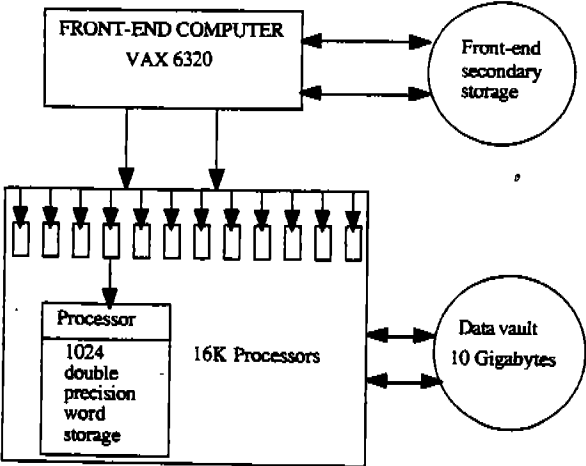 FRONT-END COMPUTER
VAX 6320
Front-end
secondary
storage
Processor
1024
double
precision
word
storage
16K Processors
Data vault
10 Gigabytes